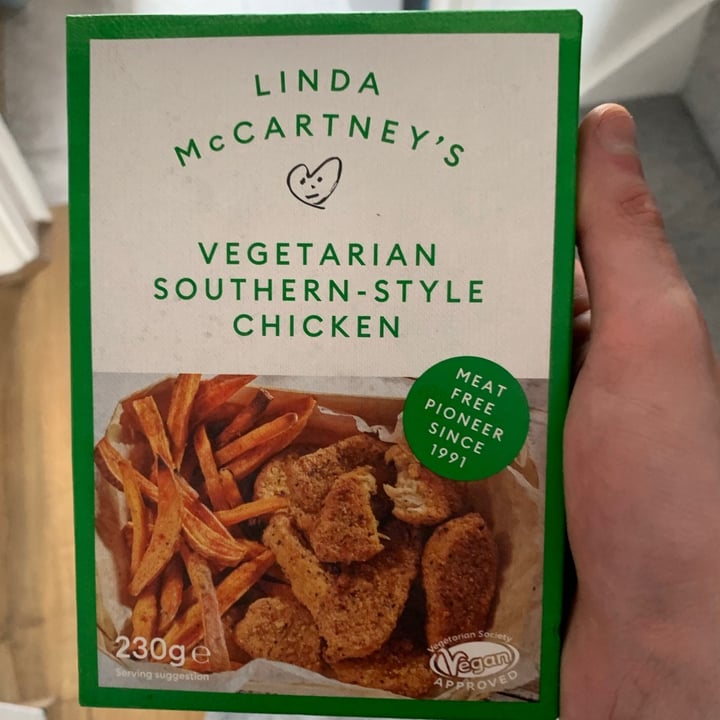 LINDA
McCARTNEY'S
VEGETARIAN
SOUTHERN-STYLE
CHICKEN
MEAT
FREE
PIONEER
SINCE
1991
230g e
Serving suggestion
Vegetarian Society
Vegan
APPROVED